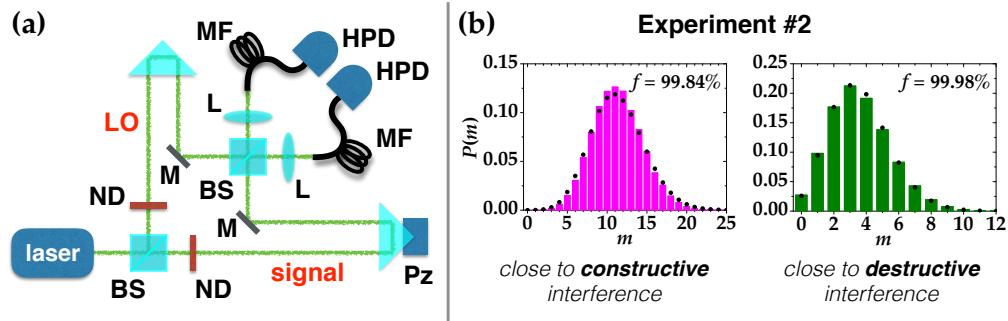 (a)
MF
HPD
HPD
L
LO
MF
M
BS
L
ND
M
laser
BS
ND
signal
Pz
(b)
Experiment #2
f = 99.84%
P(m)
0.15
0.10
0.05
0.00
0 5 10 15 20 25
m
close to constructive
interference
f = 99.98%
0.25
0.20
0.15
0.10
0.05
0.00
0 2 4 6 8 10 12
m
close to destructive
interference